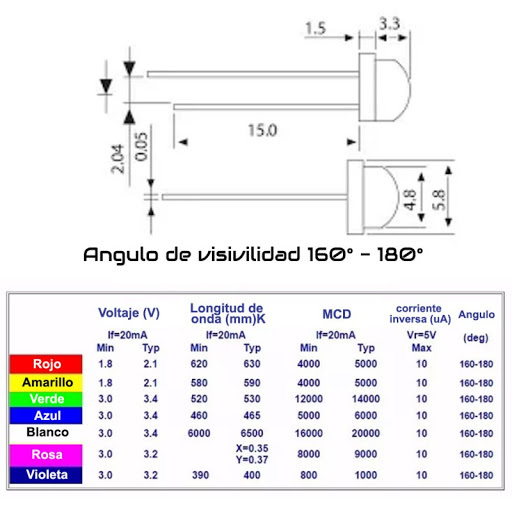 1.5
3.3
15.0
2.04
0.05
4.8
5.8
Angulo de visivilidad 160° - 180°
Voltaje (V) Longitud de onda (mm)K MCD corriente inversa (uA) Angulo
If=20mA If=20mA If=20mA Vr=5V (deg)
Min Typ Min Typ Min Typ Max
Rojo 1.8 2.1 620 630 4000 5000 10 160-180
Amarillo 1.8 2.1 580 590 4000 5000 10 160-180
Verde 3.0 3.4 520 530 12000 14000 10 160-180
Azul 3.0 3.4 460 465 5000 6000 10 160-180
Blanco 3.0 3.4 6000 6500 16000 20000 10 160-180
Rosa 3.0 3.2 X=0.35 Y=0.37 8000 9000 10 160-180
Violeta 3.0 3.2 390 400 800 1000 10 160-180